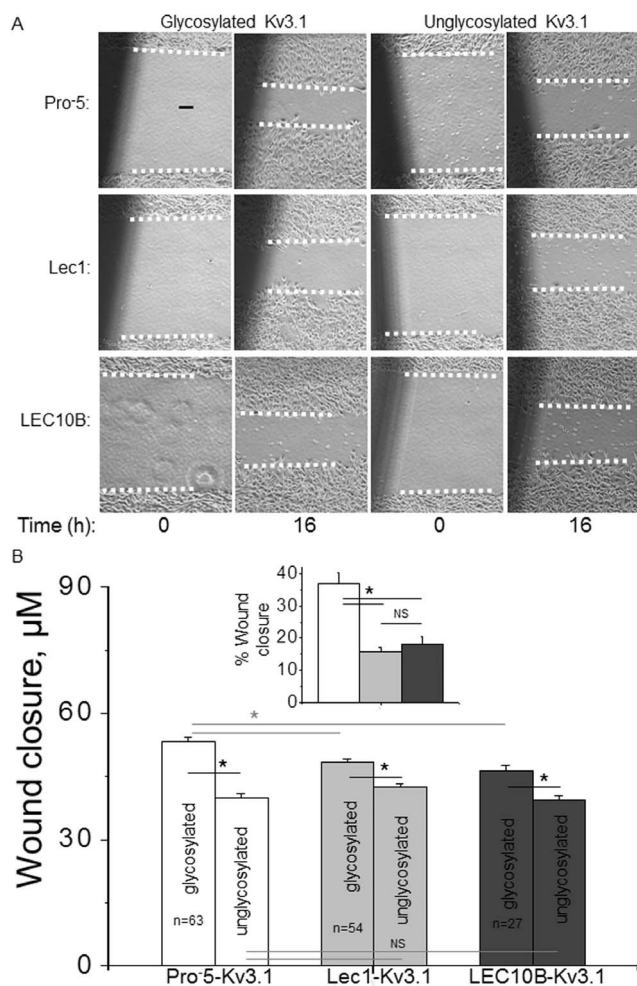 A
Glycosylated Kv3.1 Unglycosylated Kv3.1
Pro-5:
Lec1:
LEC10B:
Time (h): 0 16 0 16
B
Wound closure, µM
90
60
30
0
% Wound
closure
40
30
20
10
0
*
NS
*
*
*
*
glycosylated
n=63
unglycosylated
glycosylated
n=54
unglycosylated
glycosylated
n=27
unglycosylated
NS
Pro-5-Kv3.1 Lec1-Kv3.1 LEC10B-Kv3.1